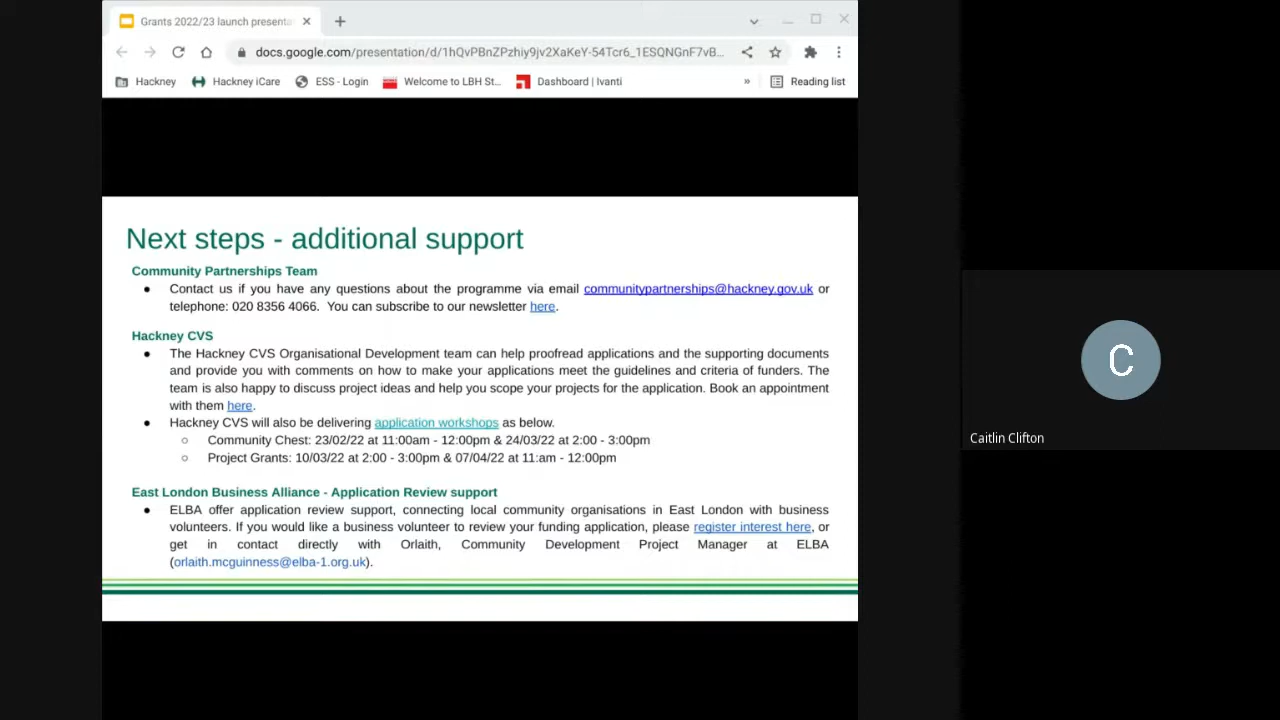 Grants 2022/23 launch presenta
docs.google.com/presentation/d/1hQvPBnZPzhiy9jv2XaKeY-54Tcr6_1ESQNGnF7vB...
Hackney Hackney iCare ESS - Login Welcome to LBH St... Dashboard | Ivanti » Reading list
Next steps - additional support
Community Partnerships Team
● Contact us if you have any questions about the programme via email communitypartnerships@hackney.gov.uk or
telephone: 020 8356 4066. You can subscribe to our newsletter here.
Hackney CVS
● The Hackney CVS Organisational Development team can help proofread applications and the supporting documents
and provide you with comments on how to make your applications meet the guidelines and criteria of funders. The
team is also happy to discuss project ideas and help you scope your projects for the application. Book an appointment
with them here.
● Hackney CVS will also be delivering application workshops as below.
○ Community Chest: 23/02/22 at 11:00am - 12:00pm & 24/03/22 at 2:00 - 3:00pm
○ Project Grants: 10/03/22 at 2:00 - 3:00pm & 07/04/22 at 11:am - 12:00pm
East London Business Alliance - Application Review support
● ELBA offer application review support, connecting local community organisations in East London with business
volunteers. If you would like a business volunteer to review your funding application, please register interest here, or
get in contact directly with Orlaith, Community Development Project Manager at ELBA
(orlaith.mcguinness@elba-1.org.uk).
C
Caitlin Clifton